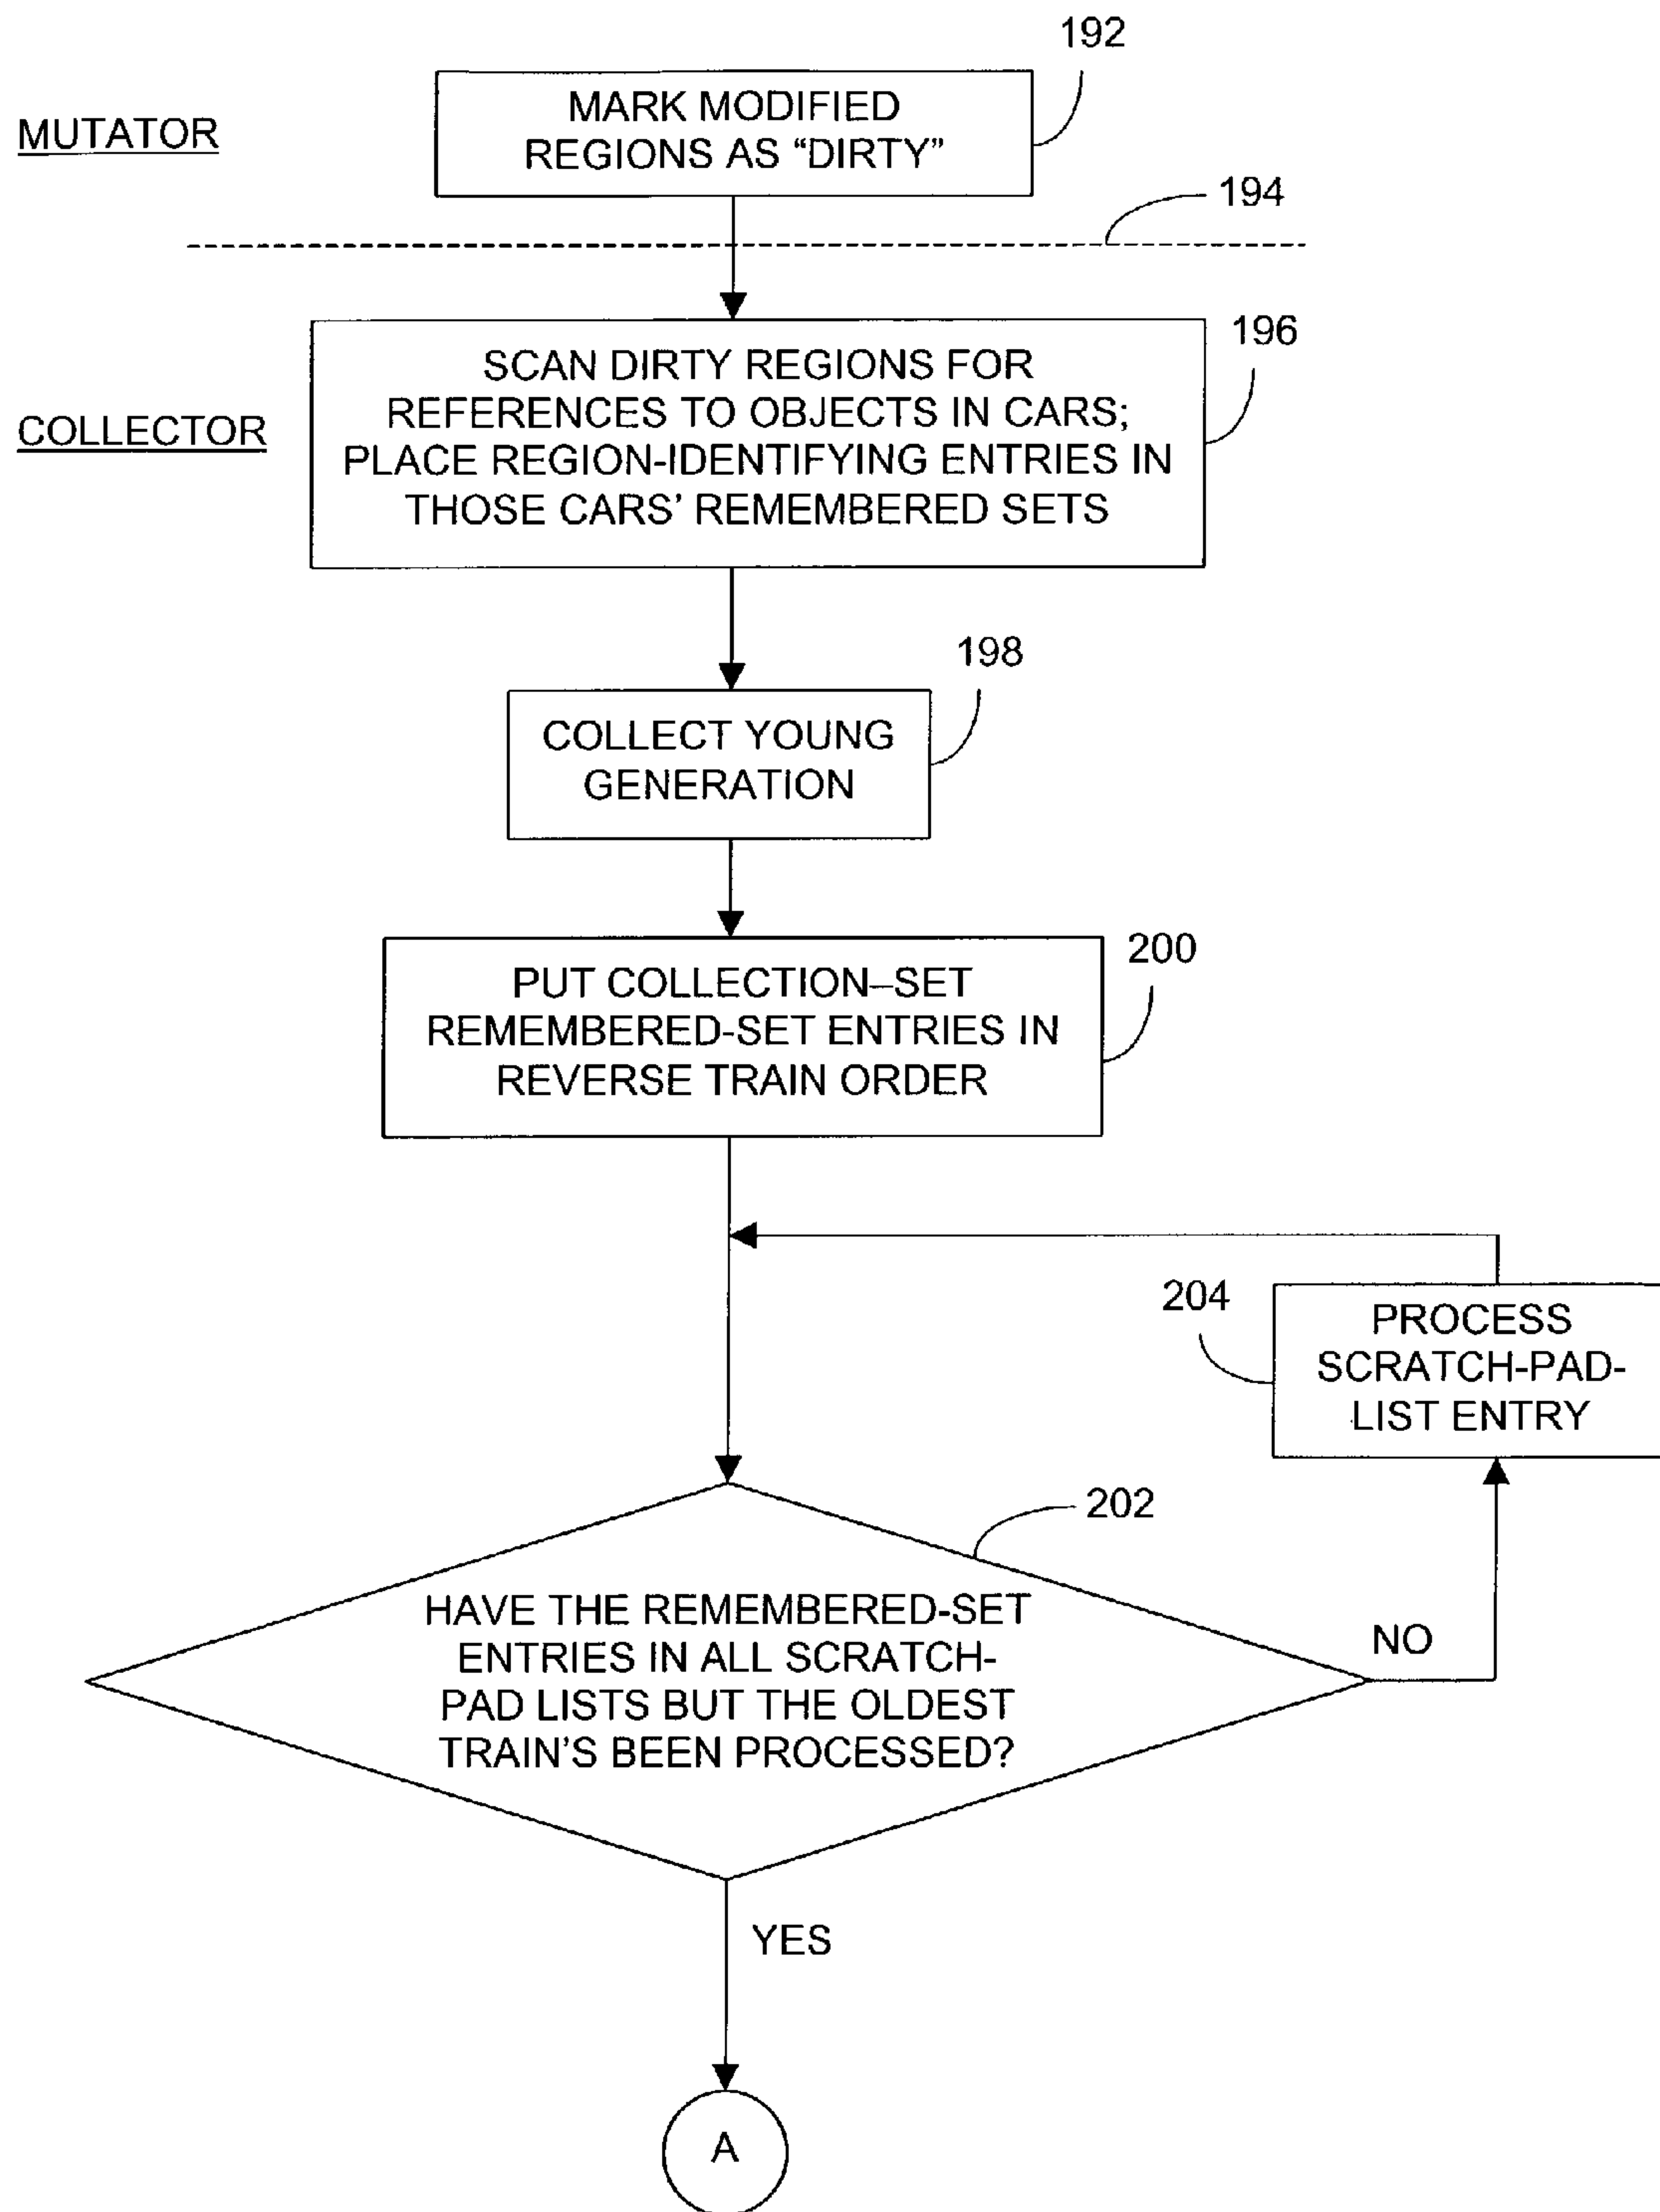 192
MARK MODIFIED
REGIONS AS “DIRTY”
MUTATOR
194
196
SCAN DIRTY REGIONS FOR
REFERENCES TO OBJECTS IN CARS;
PLACE REGION-IDENTIFYING ENTRIES IN
THOSE CARS’ REMEMBERED SETS
COLLECTOR
198
COLLECT YOUNG
GENERATION
200
PUT COLLECTION–SET
REMEMBERED-SET ENTRIES IN
REVERSE TRAIN ORDER
204
PROCESS
SCRATCH-PAD-
LIST ENTRY
202
HAVE THE REMEMBERED-SET
ENTRIES IN ALL SCRATCH-
PAD LISTS BUT THE OLDEST
TRAIN'S BEEN PROCESSED?
NO
YES
A